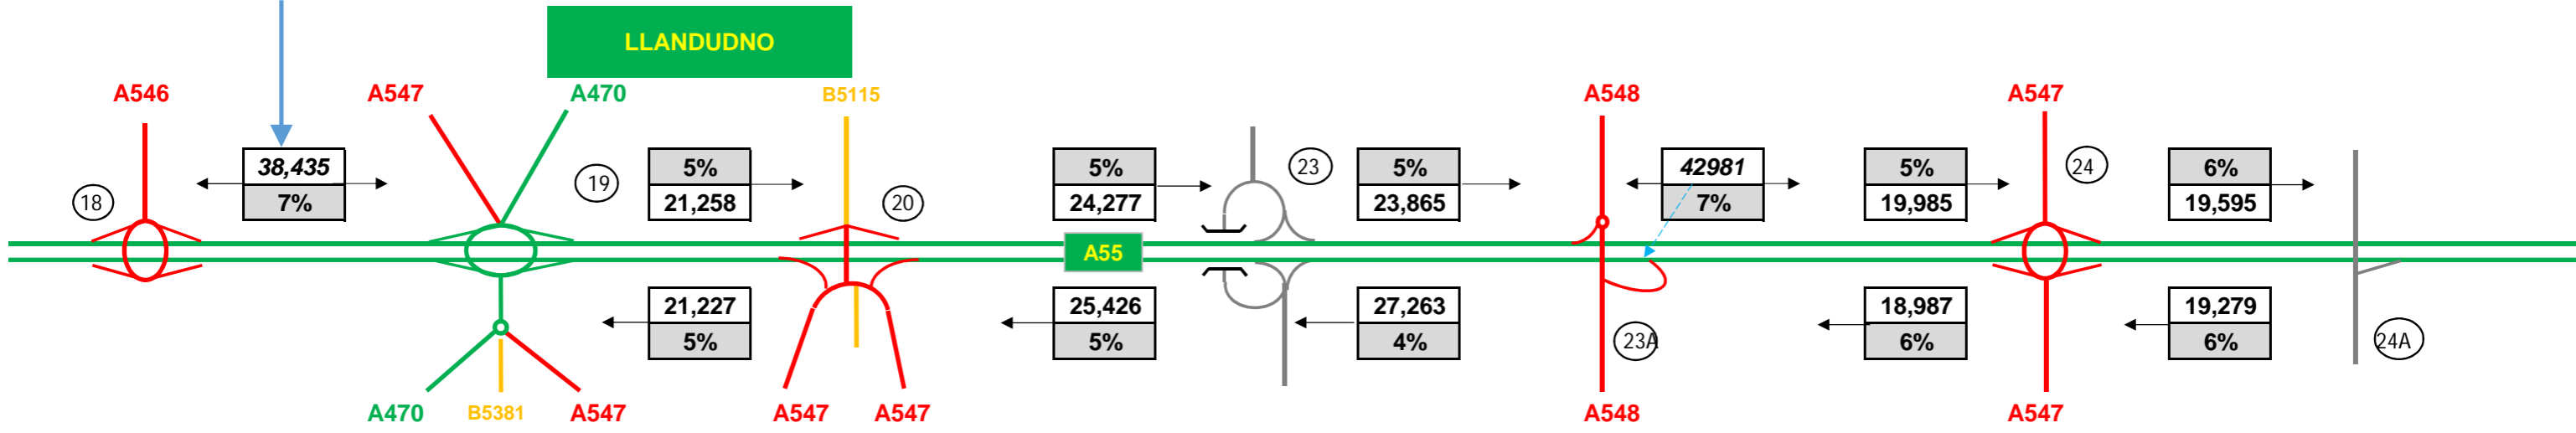 LLANDUDNO
A546
A547
A470
B5115
A548
A547
38,435
7%
5%
21,258
5%
24,277
5%
23,865
42981
7%
5%
19,985
6%
19,595
18
19
20
23
24
A55
21,227
5%
25,426
5%
27,263
4%
18,987
6%
19,279
6%
23A
24A
A470
B5381
A547
A547
A547
A548
A547